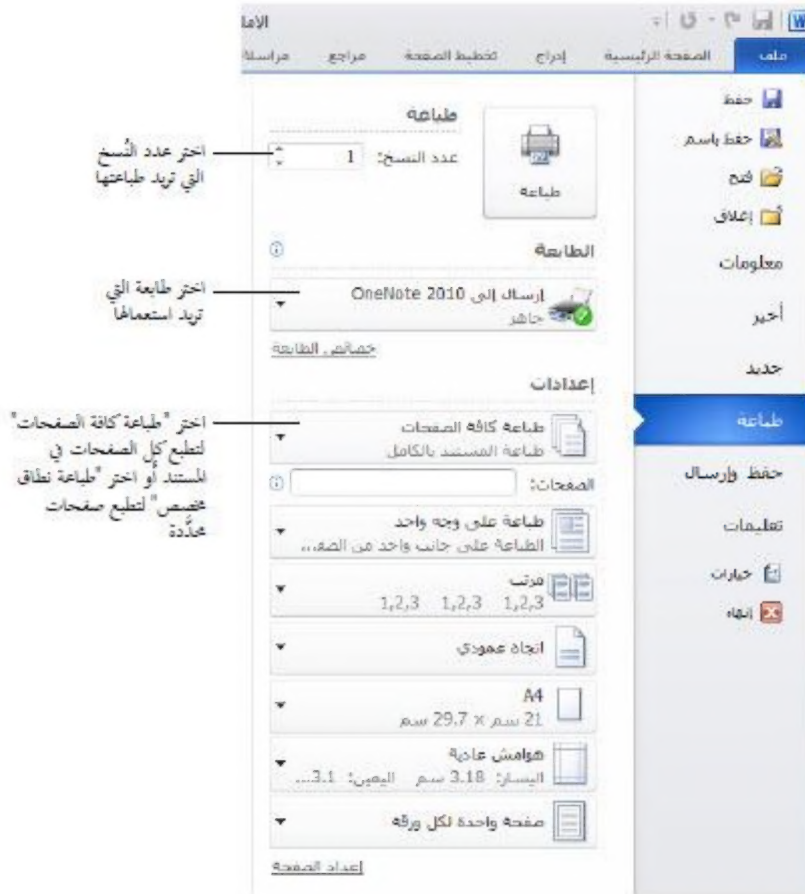 الاما
ملف الصفحة الرئيسية إدراج تخطيط الصفحة مراجع مراسلا
حفظ
حفظ باسم
فتح
إغلاق
معلومات
أخير
جديد
طباعة
حفظ وإرسال
تعليمات
خيارات
إنهاء
طباعة
طباعة
عدد النسخ: 1
الطابعة
إرسال إلى OneNote 2010
جاهز
خصائص الطابعة
إعدادات
طباعة كافة الصفحات
طباعة المستند بالكامل
الصفحات:
طباعة على وجه واحد
الطباعة على جانب واحد من الصف...
مرتب
1,2,3 1,2,3 1,2,3
اتجاه عمودي
A4
21 سم × 29.7 سم
هوامش عادية
اليسار: 3.18 سم اليمين: 3.1...
صفحة واحدة لكل ورقة
إعداد الصفحة
اختر عدد النُسخ
التي تريد طباعتها
اختر طابعة التي
تريد استعمالها
اختر "طباعة كافة الصفحات"
لتطبع كل الصفحات في
المستند أو اختر "طباعة نطاق
مخصص" لتطبع صفحات
محدَّدة